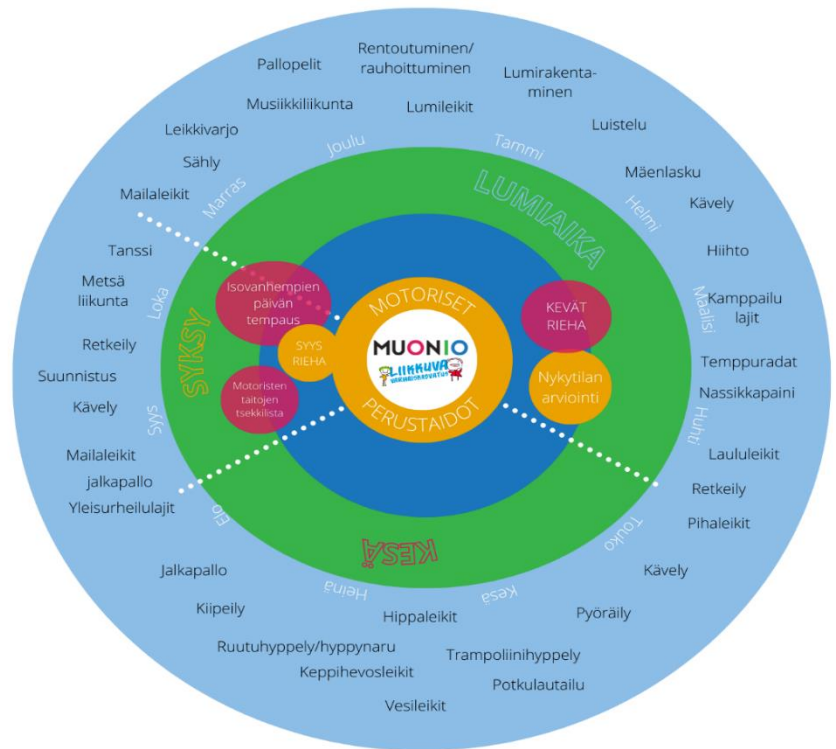 Rentoutuminen/
rauhoittuminen
Pallopelit
Lumirakenta-
minen
Musiikkiliikunta
Lumileikit
Leikkivarjo
Luistelu
Sähly
Mäenlasku
Mailaleikit
Kävely
Tanssi
Hiihto
Metsä
liikunta
Kamppailu
lajit
Retkeily
Temppuradat
Suunnistus
Nassikkapaini
Kävely
Mailaleikit
jalkapallo
Yleisurheilulajit
Laululeikit
Retkeily
Pihaleikit
Jalkapallo
Kävely
Kiipeily
Hippaleikit
Pyöräily
Ruutuhyppely/hyppynaru
Keppihevosleikit
Trampoliinihyppely
Potkulautailu
Vesileikit
Joulu
Tammi
Helmi
Maalisi
Huhti
Touko
Kesä
Heinä
Elo
Syys
Loka
Marras
LUMIAIKA
SYKSY
KESÄ
Isovanhempien
päivän
tempaus
SYYS
RIEHA
Motoristen
taitojen
tsekkilista
KEVÄT
RIEHA
Nykytilan
arviointi
MOTORISET
MUONIO
LIIKKUVA
VARHAISKASVATUS
PERUSTAIDOT